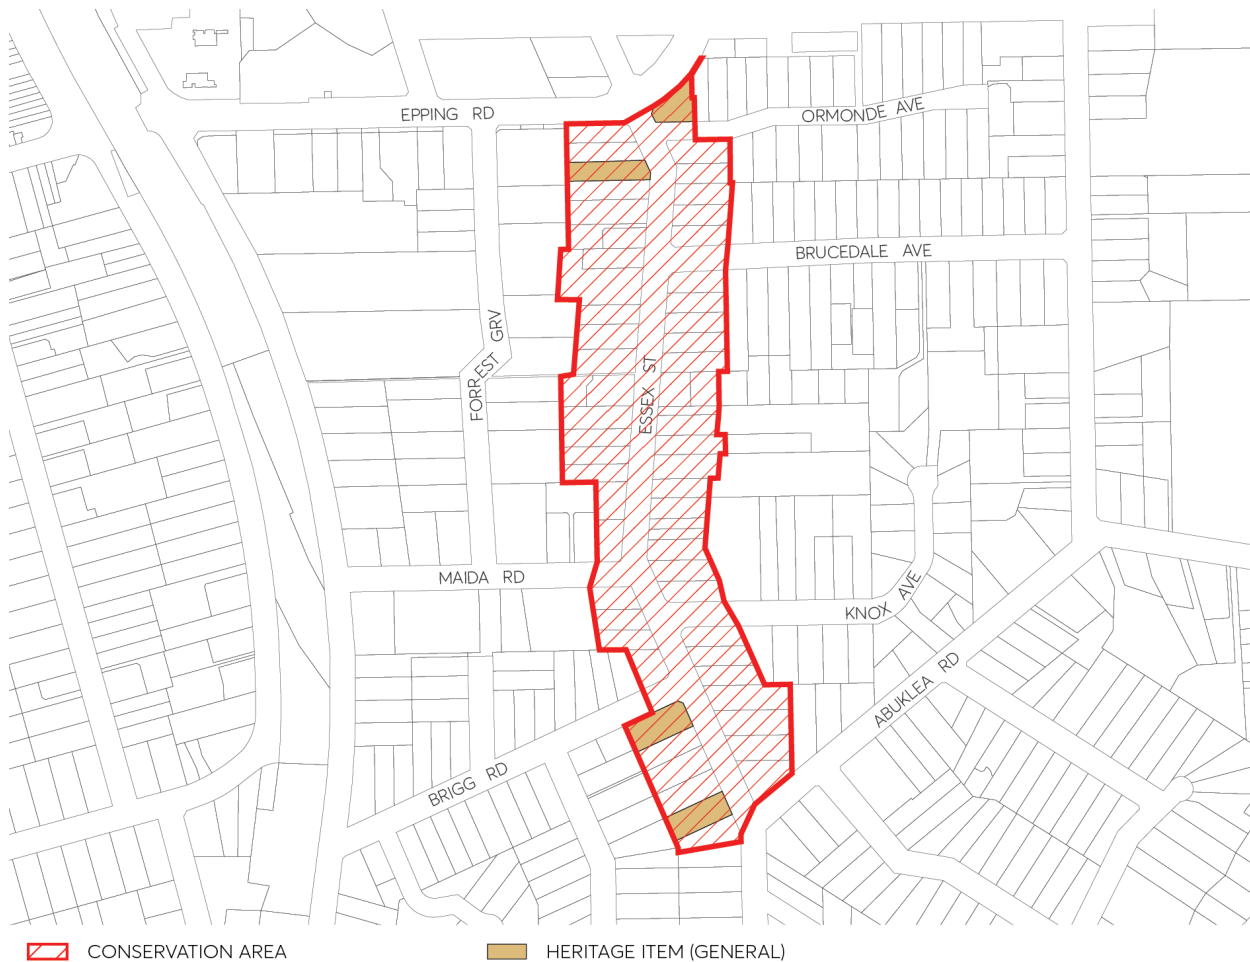 EPPING RD
ORMONDE AVE
BRUCEDALE AVE
FORREST GRV
ESSEX ST
MAIDA RD
KNOX AVE
ABUKLEA RD
BRIGG RD
CONSERVATION AREA
HERITAGE ITEM (GENERAL)